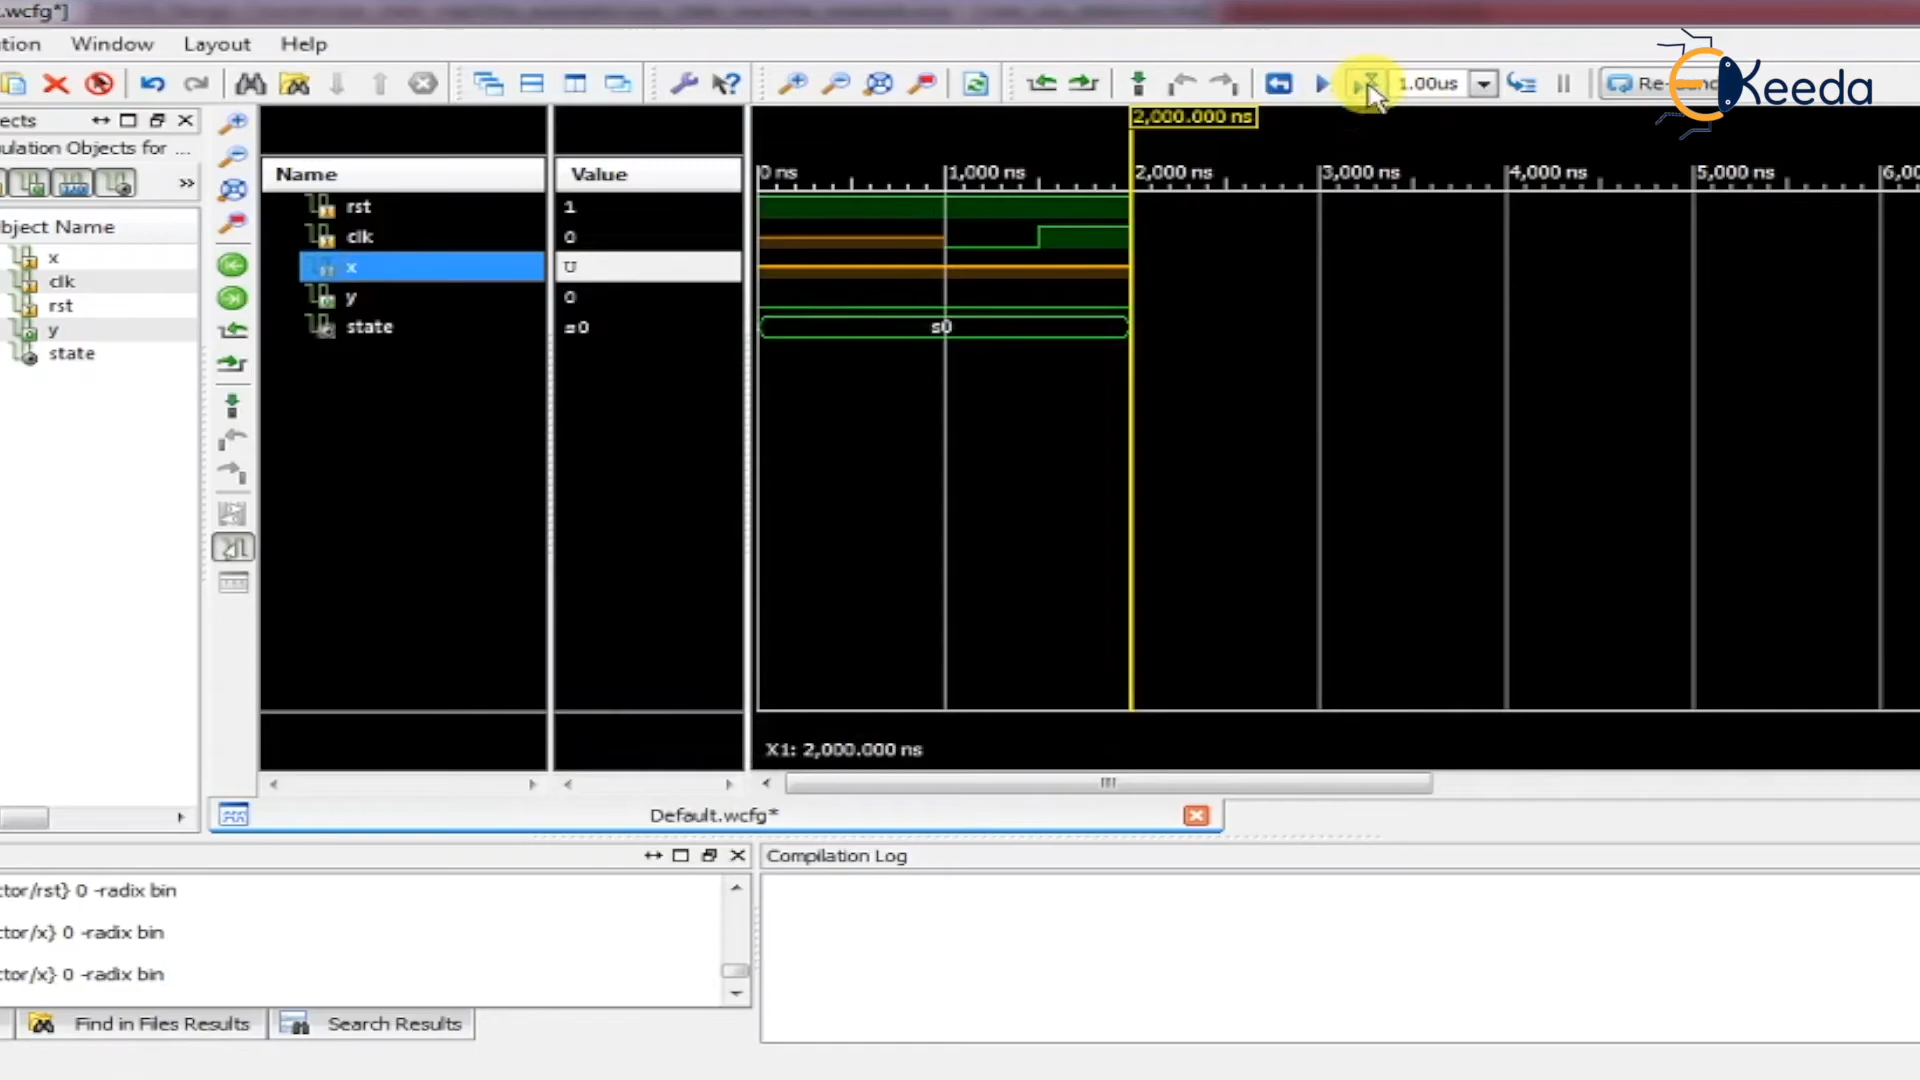 .wcfg*]
tion Window Layout Help
1.00us
Re-
Keeda
ects
ulation Objects for ...
bject Name
x
clk
rst
y
state
Name Value
rst 1
clk 0
x U
y 0
state s0
2,000.000 ns
0 ns 1,000 ns 2,000 ns 3,000 ns 4,000 ns 5,000 ns 6,00
s0
X1: 2,000.000 ns
Default.wcfg*
Compilation Log
tor/rst} 0 -radix bin
tor/x} 0 -radix bin
tor/x} 0 -radix bin
Find in Files Results Search Results